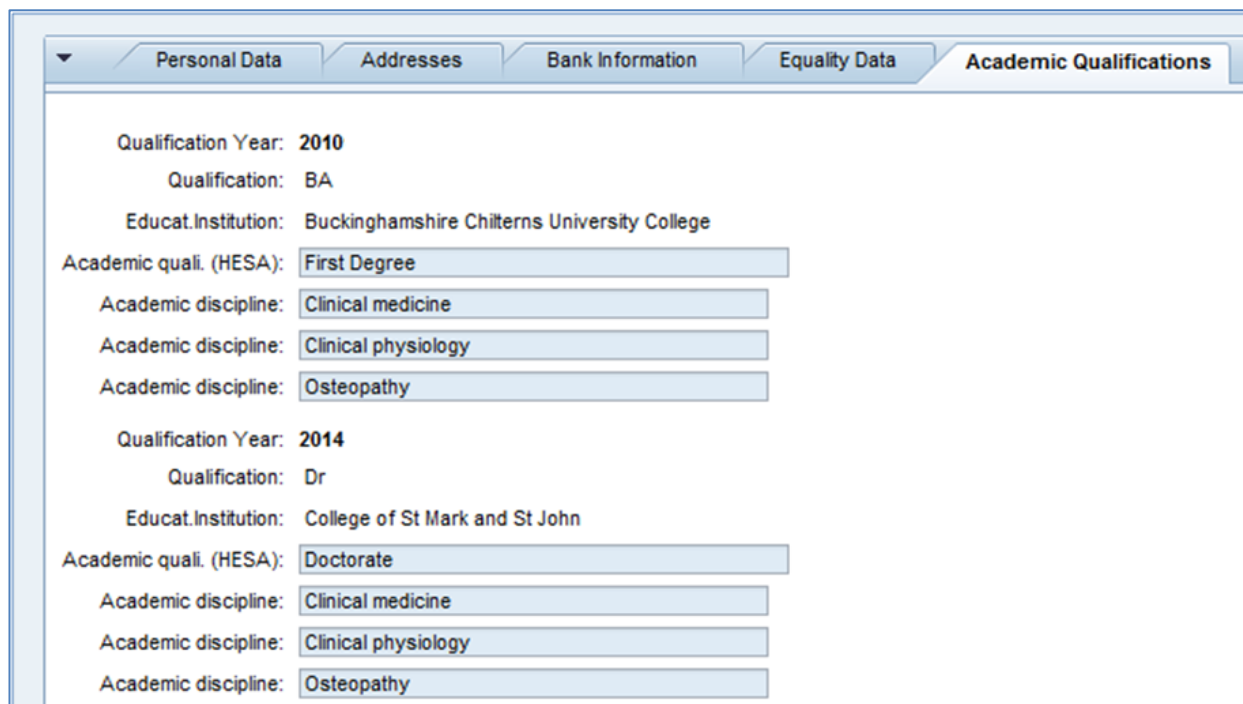 Personal Data Addresses Bank Information Equality Data Academic Qualifications
Qualification Year: 2010
Qualification: BA
Educat.Institution: Buckinghamshire Chilterns University College
Academic quali. (HESA): First Degree
Academic discipline: Clinical medicine
Academic discipline: Clinical physiology
Academic discipline: Osteopathy
Qualification Year: 2014
Qualification: Dr
Educat.Institution: College of St Mark and St John
Academic quali. (HESA): Doctorate
Academic discipline: Clinical medicine
Academic discipline: Clinical physiology
Academic discipline: Osteopathy